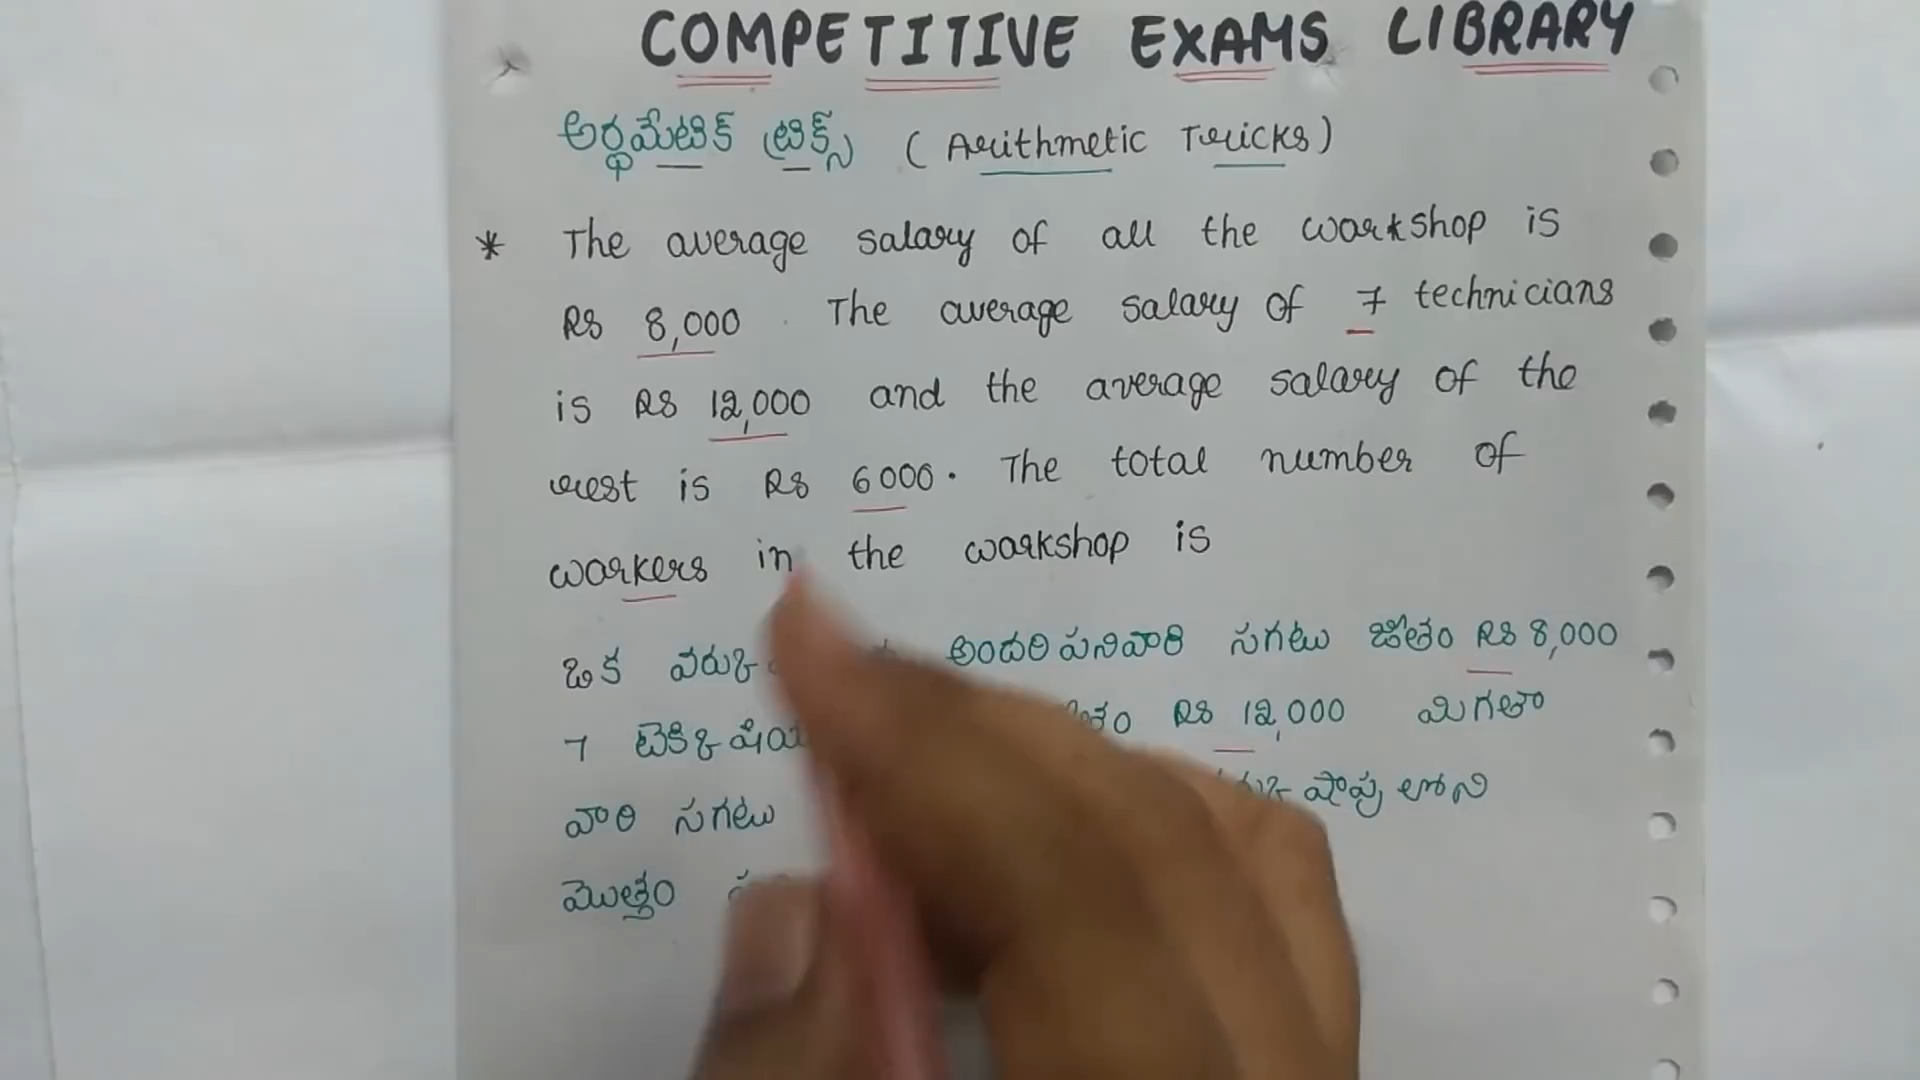 COMPETITIVE EXAMS LIBRARY
అర్థమేటిక్ ట్రిక్స్ (Arithmetic Tricks)
* The average salary of all the workshop is
Rs 8,000 The average salary of 7 technicians
is Rs 12,000 and the average salary of the
rest is Rs 6000. The total number of
workers in the workshop is
ఒక అందరి పనివారి సగటు జీతం Rs 8,000
7 Rs 12,000 మిగతా
వారి సగటు షాపు లోని
మొత్తం